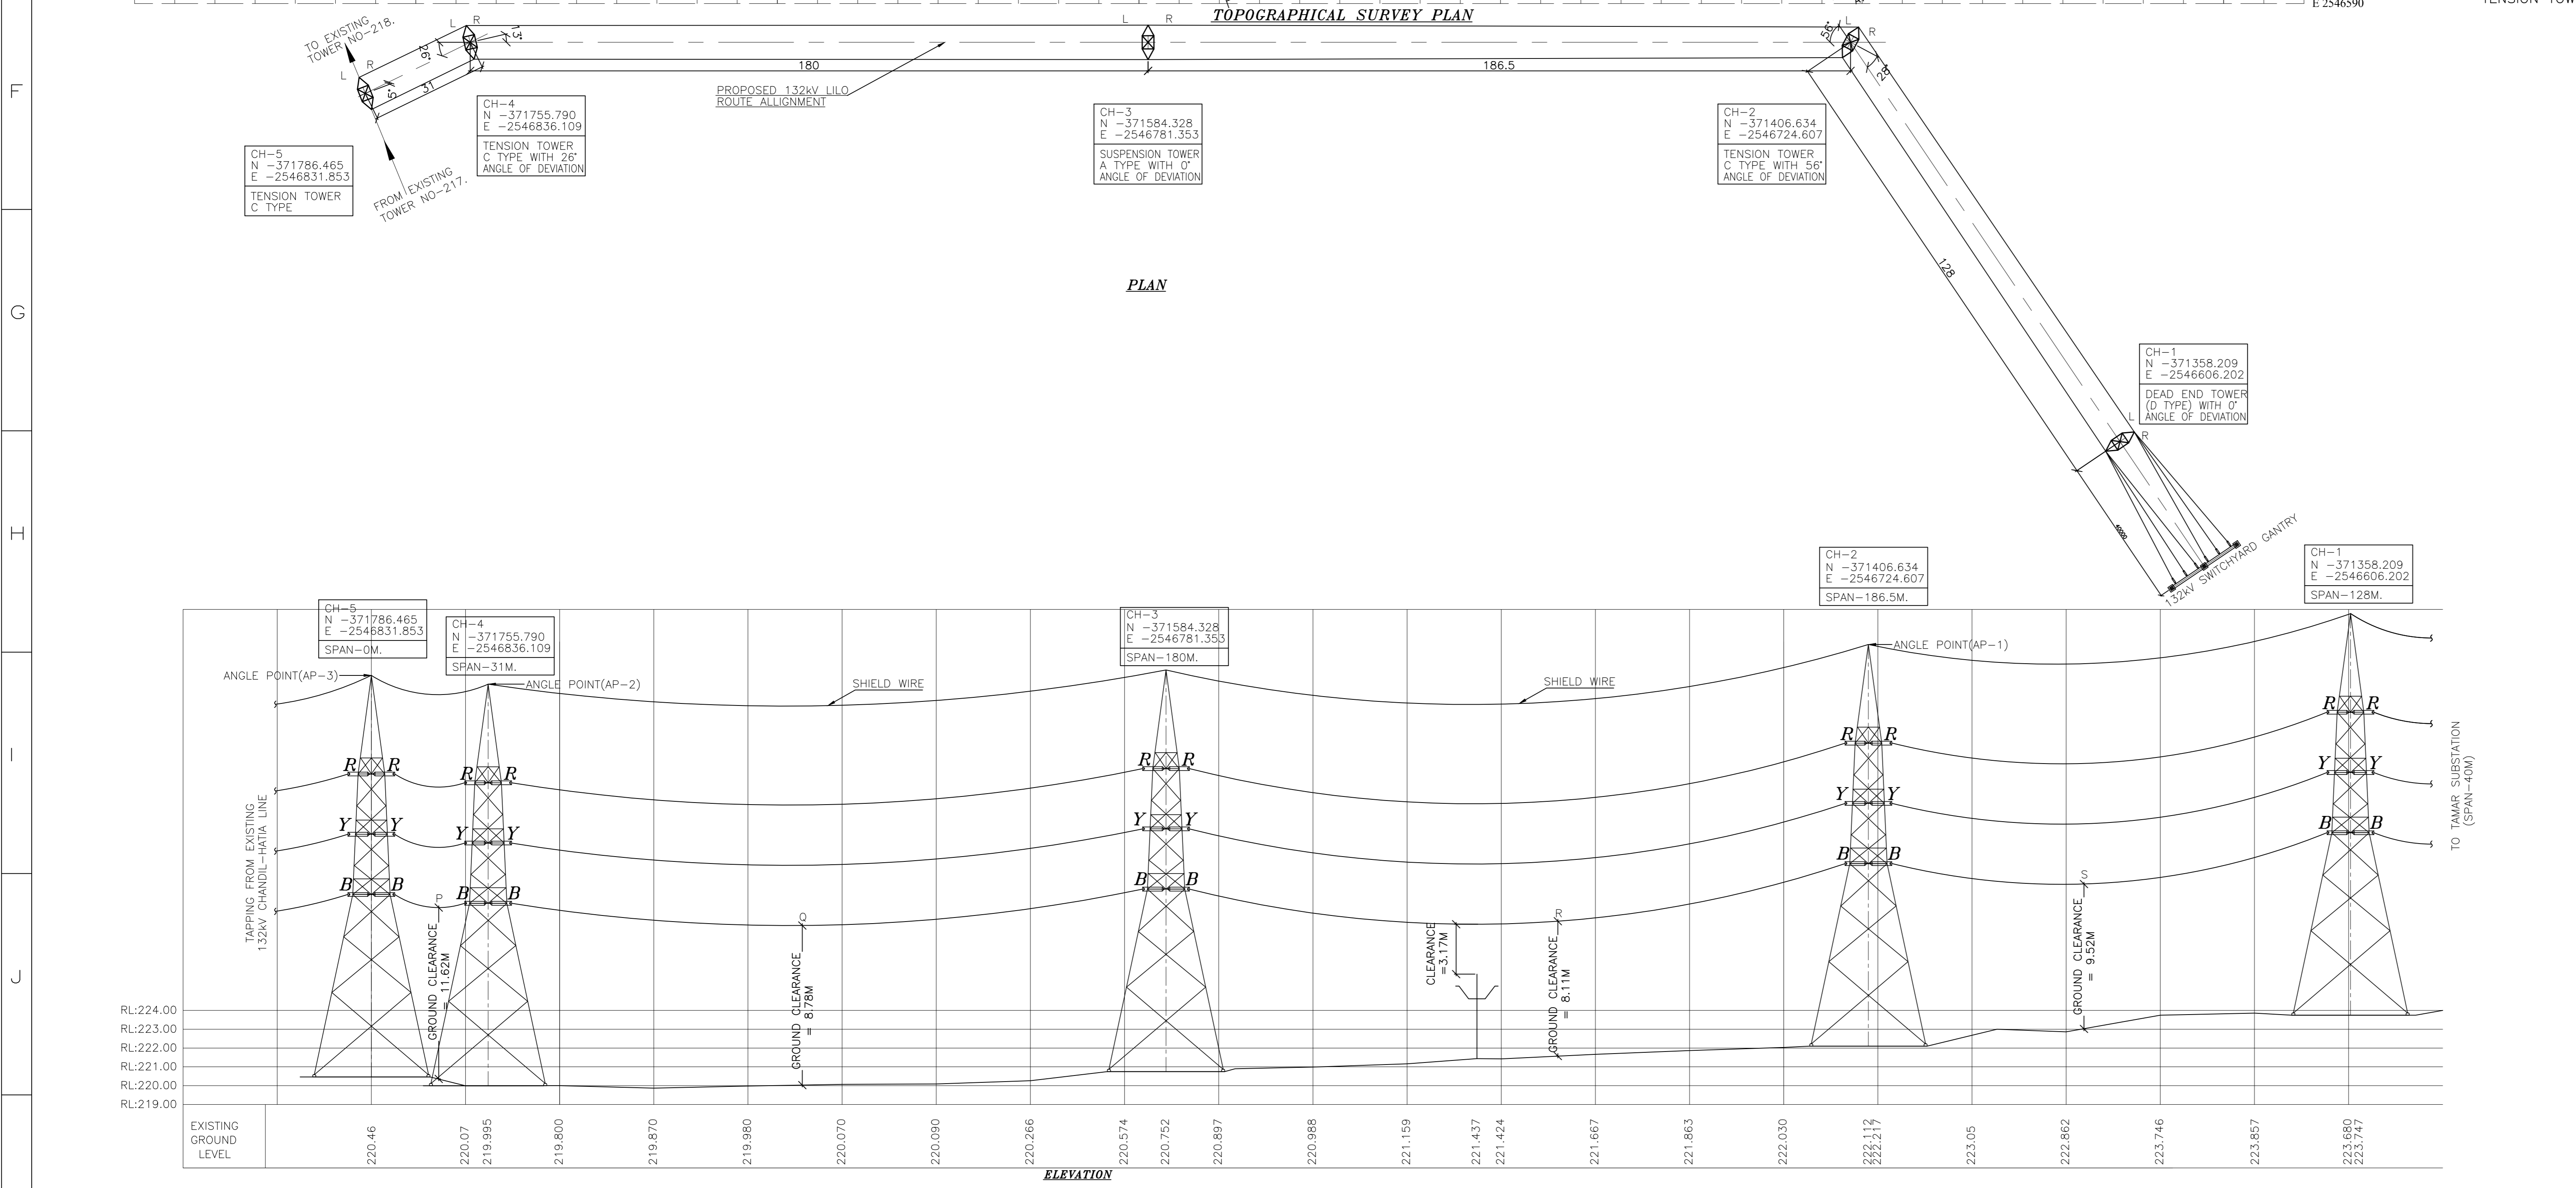 TOPOGRAPHICAL SURVEY PLAN
E 2546590
F
G
H
I
J
TO EXISTING
TOWER NO-218.
L
R
L
R
26°
13°
5°
31
180
L
R
186.5
56°
L
R
28°
128
PROPOSED 132kV LILO
ROUTE ALLIGNMENT
FROM EXISTING
TOWER NO-217.
CH-5
N -371786.465
E -2546831.853
TENSION TOWER
C TYPE
CH-4
N -371755.790
E -2546836.109
TENSION TOWER
C TYPE WITH 26°
ANGLE OF DEVIATION
CH-3
N -371584.328
E -2546781.353
SUSPENSION TOWER
A TYPE WITH 0°
ANGLE OF DEVIATION
CH-2
N -371406.634
E -2546724.607
TENSION TOWER
C TYPE WITH 56°
ANGLE OF DEVIATION
PLAN
CH-1
N -371358.209
E -2546606.202
DEAD END TOWER
(D TYPE) WITH 0°
ANGLE OF DEVIATION
L
R
40000
132kV SWITCHYARD GANTRY
CH-5
N -371786.465
E -2546831.853
SPAN-0M.
CH-4
N -371755.790
E -2546836.109
SPAN-31M.
CH-3
N -371584.328
E -2546781.353
SPAN-180M.
CH-2
N -371406.634
E -2546724.607
SPAN-186.5M.
CH-1
N -371358.209
E -2546606.202
SPAN-128M.
ANGLE POINT(AP-3)
ANGLE POINT(AP-2)
SHIELD WIRE
SHIELD WIRE
ANGLE POINT(AP-1)
R R
R R
R R
R R
R R
Y Y
Y Y
Y Y
Y Y
Y Y
B B
B B
B B
B B
B B
TAPPING FROM EXISTING
132kV CHANDIL-HATIA LINE
TO TAMAR SUBSTATION
(SPAN-40M)
P
GROUND CLEARANCE
= 11.62M
Q
GROUND CLEARANCE
= 8.78M
CLEARANCE
=3.17M
R
GROUND CLEARANCE
= 8.11M
S
GROUND CLEARANCE
= 9.52M
RL:224.00
RL:223.00
RL:222.00
RL:221.00
RL:220.00
RL:219.00
EXISTING
GROUND
LEVEL
220.46
220.07
219.995
219.800
219.870
219.980
220.070
220.090
220.266
220.574
220.752
220.897
220.988
221.159
221.437
221.424
221.667
221.863
222.030
222.112
222.217
223.05
222.862
223.746
223.857
223.680
223.747
ELEVATION